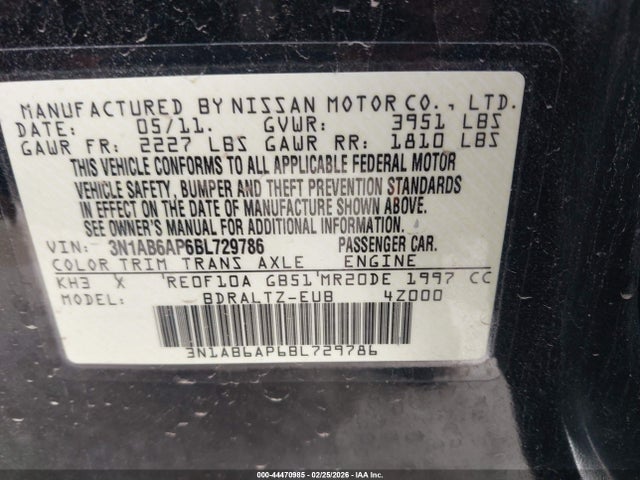 MANUFACTURED BY NISSAN MOTOR CO., LTD.
DATE: 05/11. GVWR: 3951 LBS
GAWR FR: 2227 LBS GAWR RR: 1810 LBS
THIS VEHICLE CONFORMS TO ALL APPLICABLE FEDERAL MOTOR
VEHICLE SAFETY, BUMPER AND THEFT PREVENTION STANDARDS
IN EFFECT ON THE DATE OF MANUFACTURE SHOWN ABOVE.
SEE OWNER'S MANUAL FOR ADDITIONAL INFORMATION.
VIN: 3N1AB6AP6BL729786 PASSENGER CAR.
COLOR TRIM TRANS AXLE ENGINE
KH3 X 'RE0F10A GB51'MR20DE 1997 CC
MODEL: BDRALTZ-EUB 4Z000
3N1AB6AP6BL729786
000-44470985 - 02/25/2026 - IAA Inc.